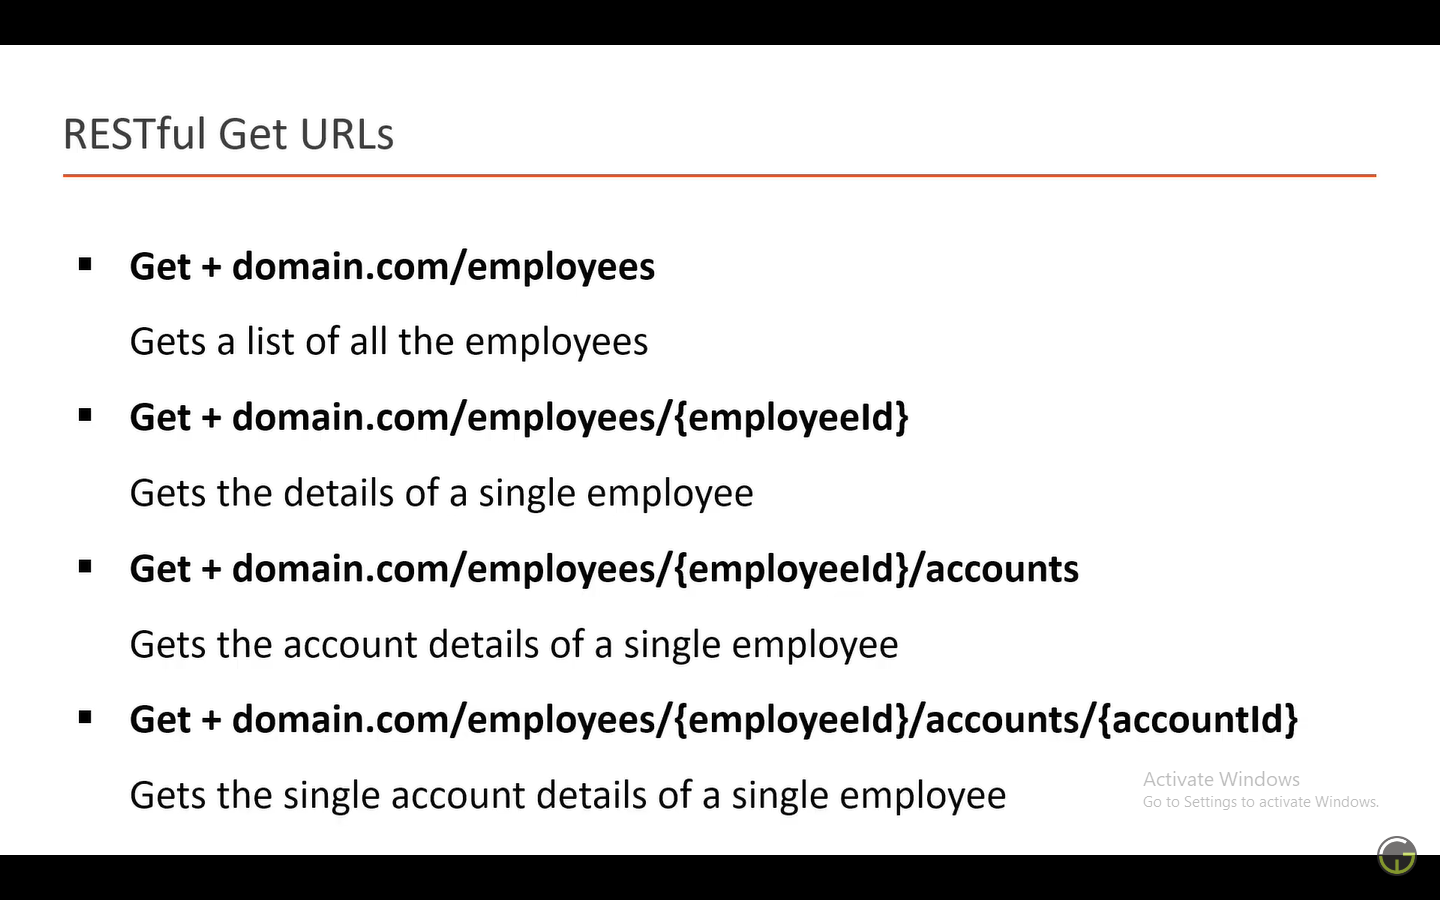 RESTful Get URLs
▪ Get + domain.com/employees
Gets a list of all the employees
▪ Get + domain.com/employees/{employeeId}
Gets the details of a single employee
▪ Get + domain.com/employees/{employeeId}/accounts
Gets the account details of a single employee
▪ Get + domain.com/employees/{employeeId}/accounts/{accountId}
Gets the single account details of a single employee
Activate Windows
Go to Settings to activate Windows.